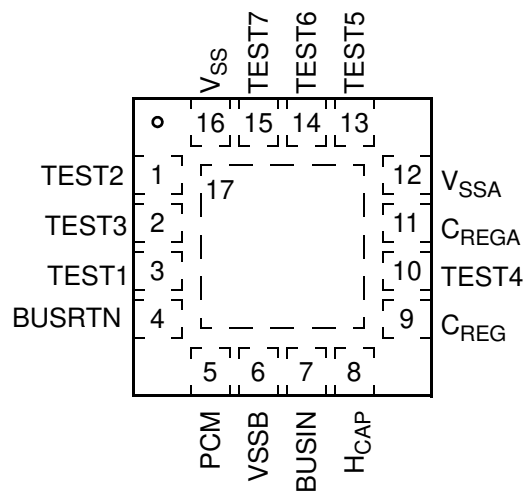 VSS
TEST7
TEST6
TEST5
16
15
14
13
TEST2
1
17
12
VSSA
TEST3
2
11
CREGA
TEST1
3
10
TEST4
BUSRTN
4
9
CREG
5
6
7
8
PCM
VSSB
BUSIN
HCAP